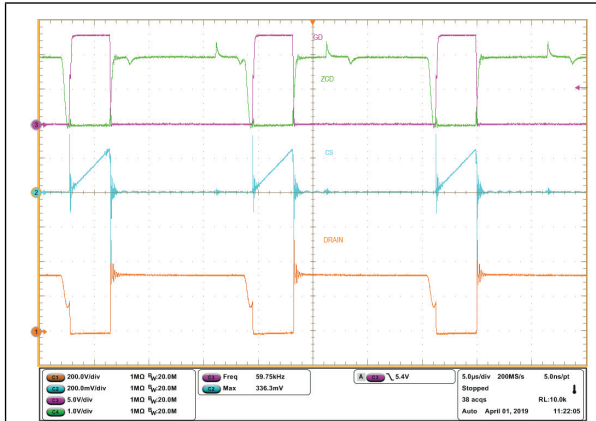 GD
ZCD
3
CS
2
DRAIN
1
C1 200.0V/div 1MΩ BW:20.0M
C2 200.0mV/div 1MΩ BW:20.0M
C3 5.0V/div 1MΩ BW:20.0M
C4 1.0V/div 1MΩ BW:20.0M
C3 Freq 59.75kHz
C2 Max 336.3mV
A C3 5.4V
5.0µs/div 200MS/s 5.0ns/pt
Stopped
38 acqs RL:10.0k
Auto April 01, 2019 11:22:05